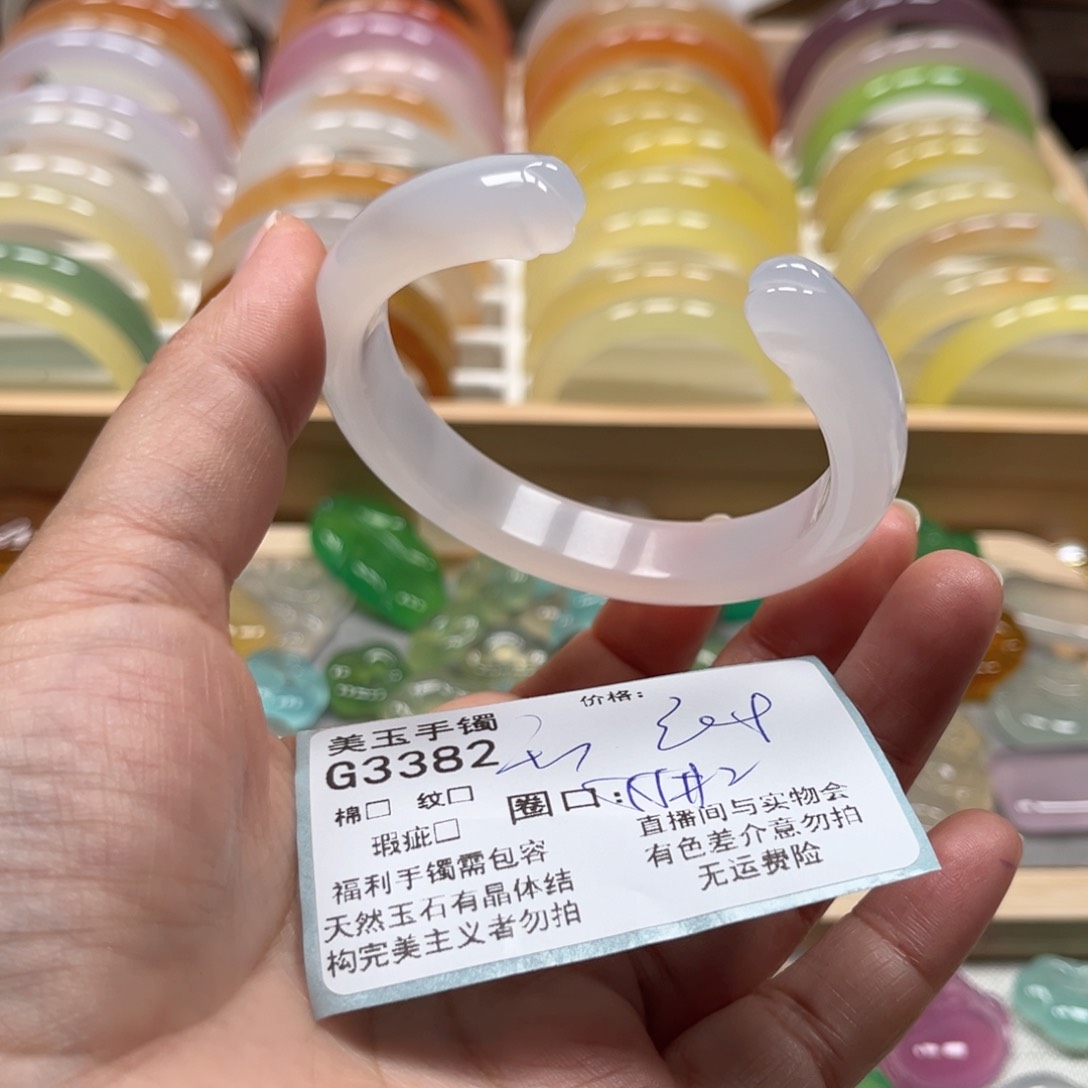 价格:
美玉手镯
G3382
棉□ 纹□
圈口:
瑕疵□
直播间与实物会
有色差介意勿拍
无运费险
福利手镯需包容
天然玉石有晶体结
构完美主义者勿拍